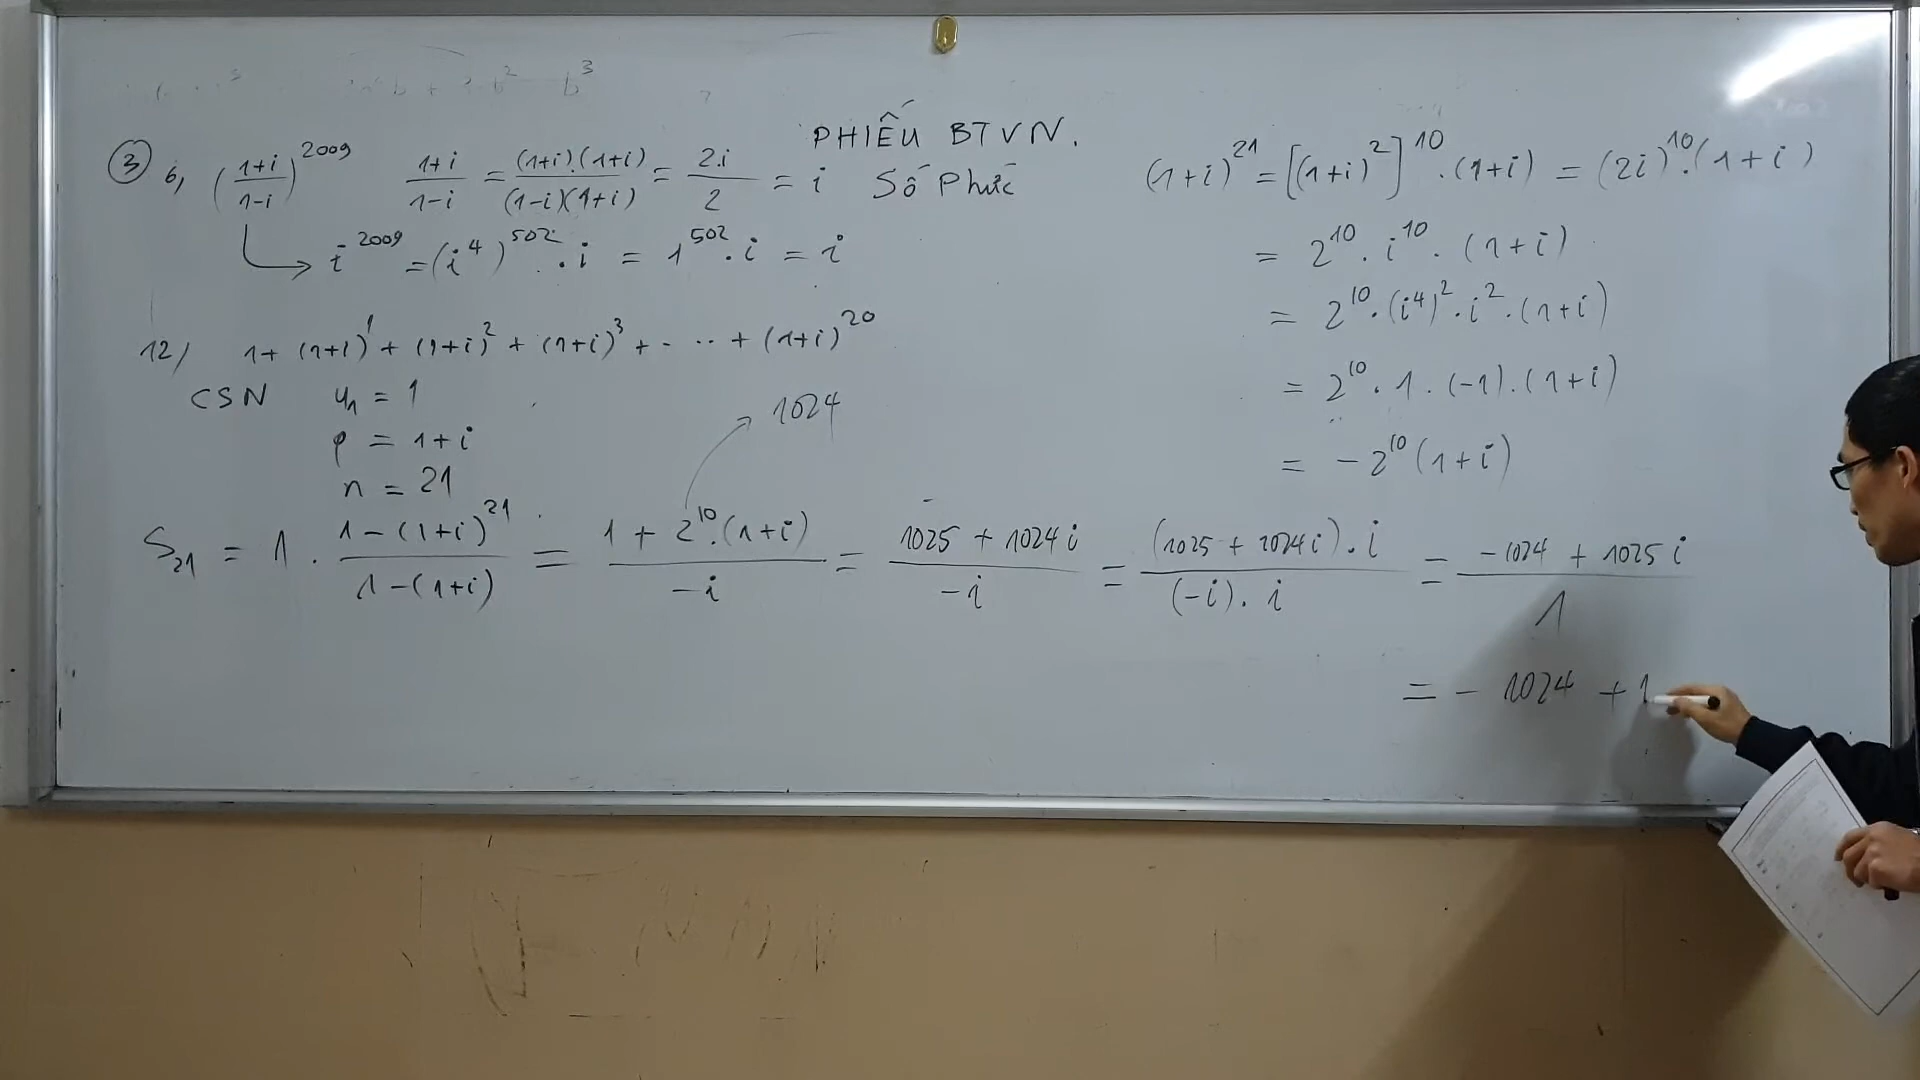 PHIẾU BTVN.
Số Phức
③ 6, ((1+i)/(1-i))^2009   (1+i)/(1-i) = ((1+i).(1+i))/((1-i)(1+i)) = 2.i/2 = i
i^2009 = (i^4)^502 . i = 1^502 . i = i
12/ 1 + (1+i)^1 + (1+i)^2 + (1+i)^3 + - .. + (1+i)^20
CSN u₁ = 1
q = 1+i
n = 21
1024
S₂₁ = 1 . (1-(1+i)^21)/(1-(1+i)) = (1 + 2^10.(1+i))/(-i) = (1025 + 1024i)/(-i) = ((1025 + 1024i).i)/((-i).i) = (-1024 + 1025i)/1
= - 1024 + 1
(1+i)^21 = [(1+i)^2]^10 . (1+i) = (2i)^10.(1+i)
= 2^10 . i^10 . (1+i)
= 2^10 . (i^4)^2 . i^2 . (1+i)
= 2^10 . 1 . (-1) . (1+i)
= -2^10 (1+i)